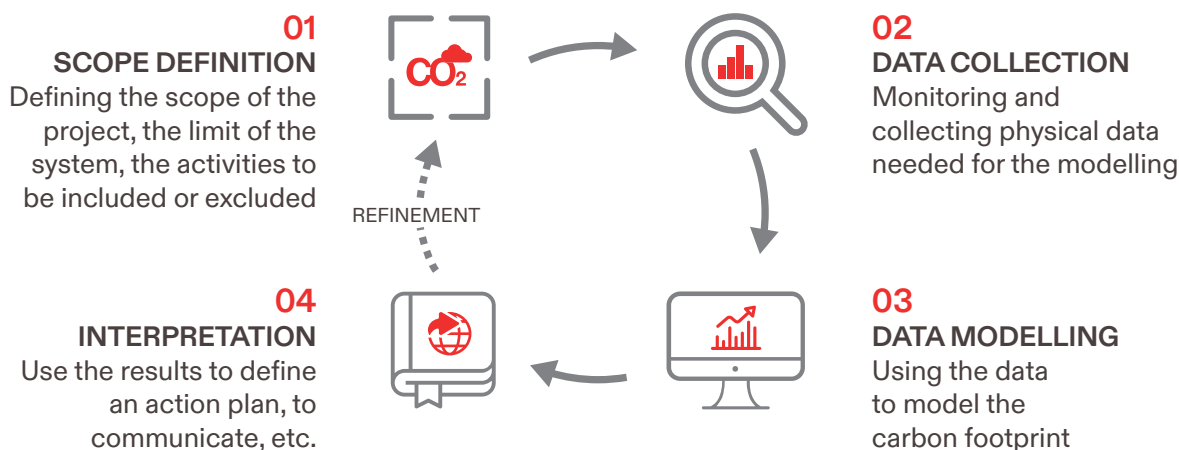 01
SCOPE DEFINITION
Defining the scope of the
project, the limit of the
system, the activities to
be included or excluded
CO2
02
DATA COLLECTION
Monitoring and
collecting physical data
needed for the modelling
REFINEMENT
03
DATA MODELLING
Using the data
to model the
carbon footprint
04
INTERPRETATION
Use the results to define
an action plan, to
communicate, etc.